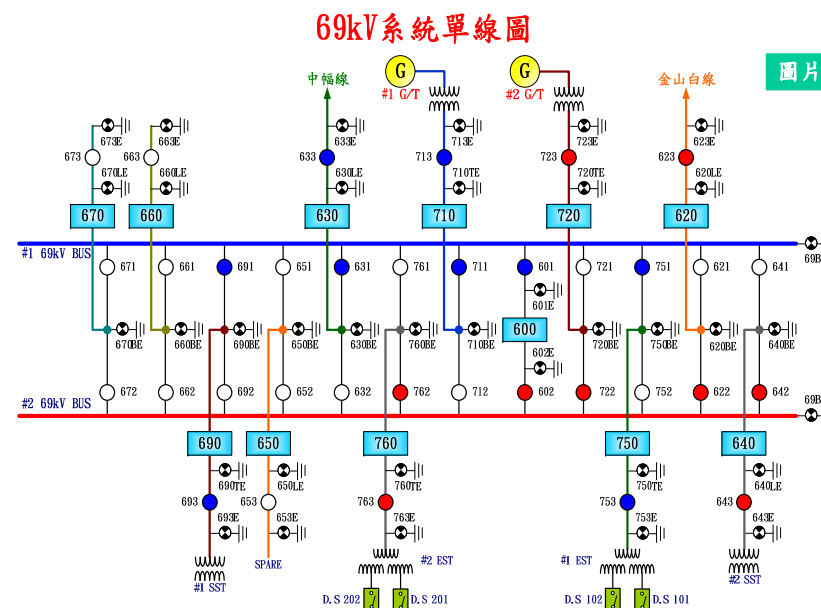 69kV系統單線圖
圖片
中幅線
G
#1 G/T
G
#2 G/T
金山白線
673E
663E
633E
713E
723E
623E
673
663
633
713
723
623
670LE
660LE
630LE
710TE
720TE
620LE
670
660
630
710
720
620
#1 69kV BUS
69B
671
661
691
651
631
761
711
601
721
751
621
641
601E
600
670BE
660BE
690BE
650BE
630BE
760BE
710BE
720BE
750BE
620BE
640BE
602E
672
662
692
652
632
762
712
602
722
752
622
642
#2 69kV BUS
69B
690
650
760
750
640
690TE
650LE
760TE
750TE
640LE
693
653
763
753
643
693E
653E
763E
753E
643E
#1 SST
SPARE
#2 EST
#1 EST
#2 SST
D.S 202
D.S 201
D.S 102
D.S 101